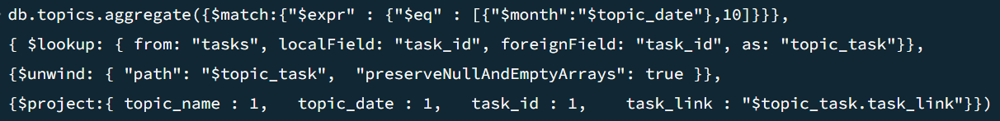 db.topics.aggregate({$match:{"$expr" : {"$eq" : [{"$month":"$topic_date"},10]}}},
{ $lookup: { from: "tasks", localField: "task_id", foreignField: "task_id", as: "topic_task"}},
{$unwind: { "path": "$topic_task", "preserveNullAndEmptyArrays": true }},
{$project:{ topic_name : 1, topic_date : 1, task_id : 1, task_link : "$topic_task.task_link"}})